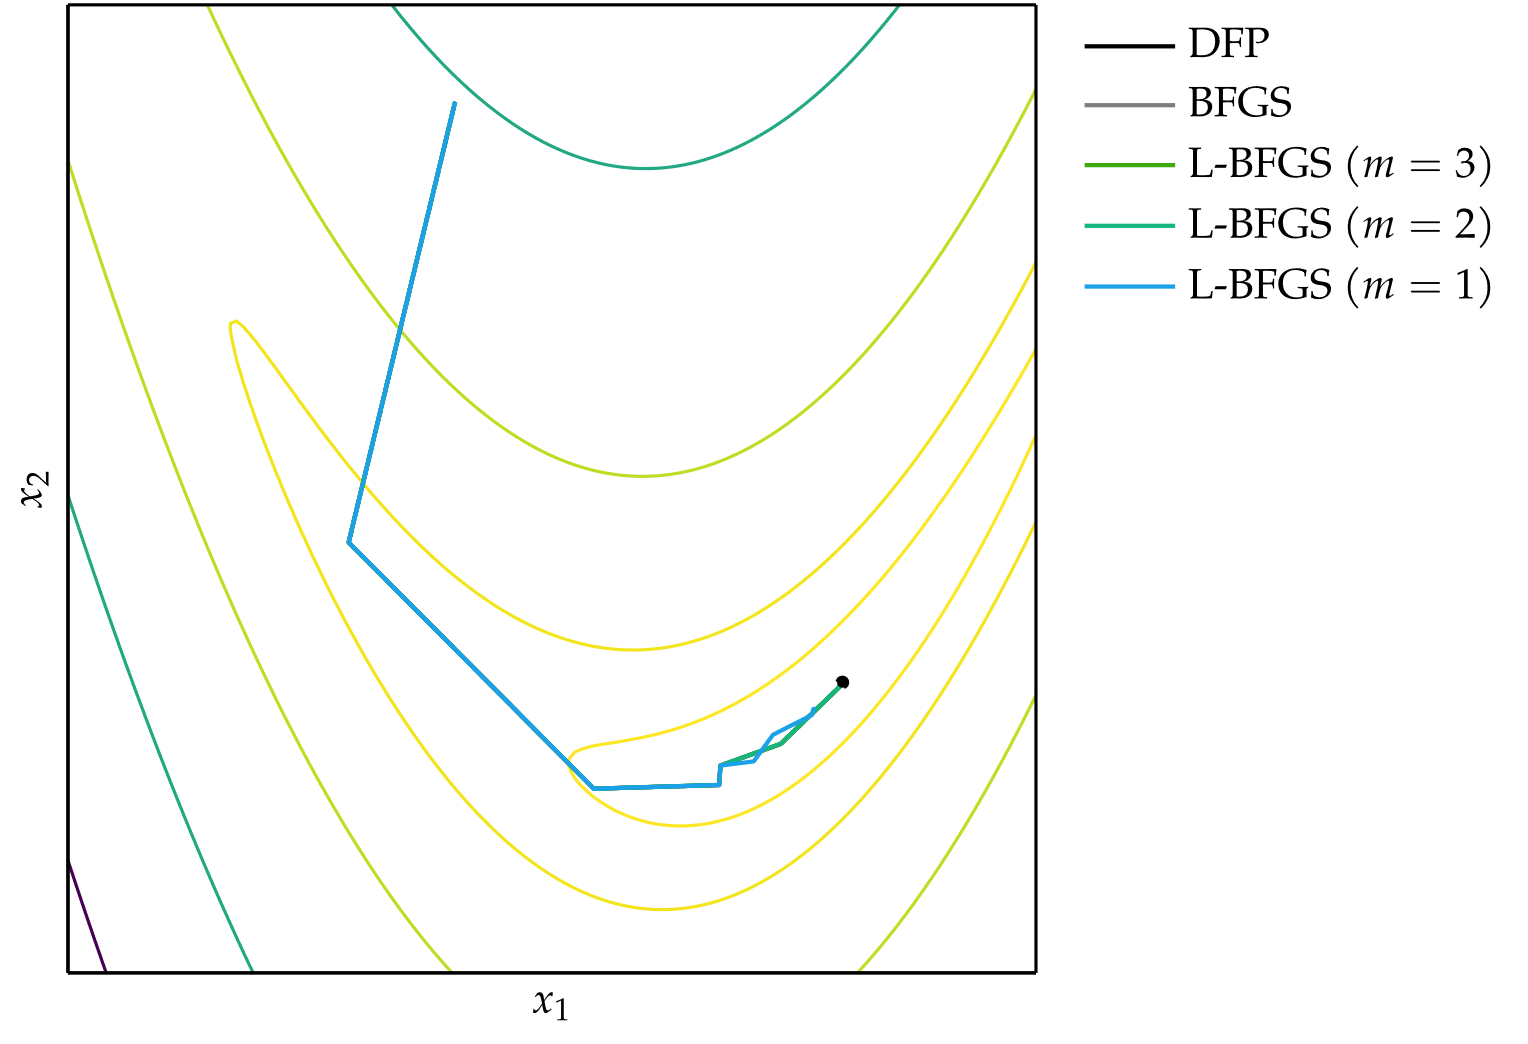 DFP
BFGS
L-BFGS (m = 3)
L-BFGS (m = 2)
L-BFGS (m = 1)
x₂
x₁